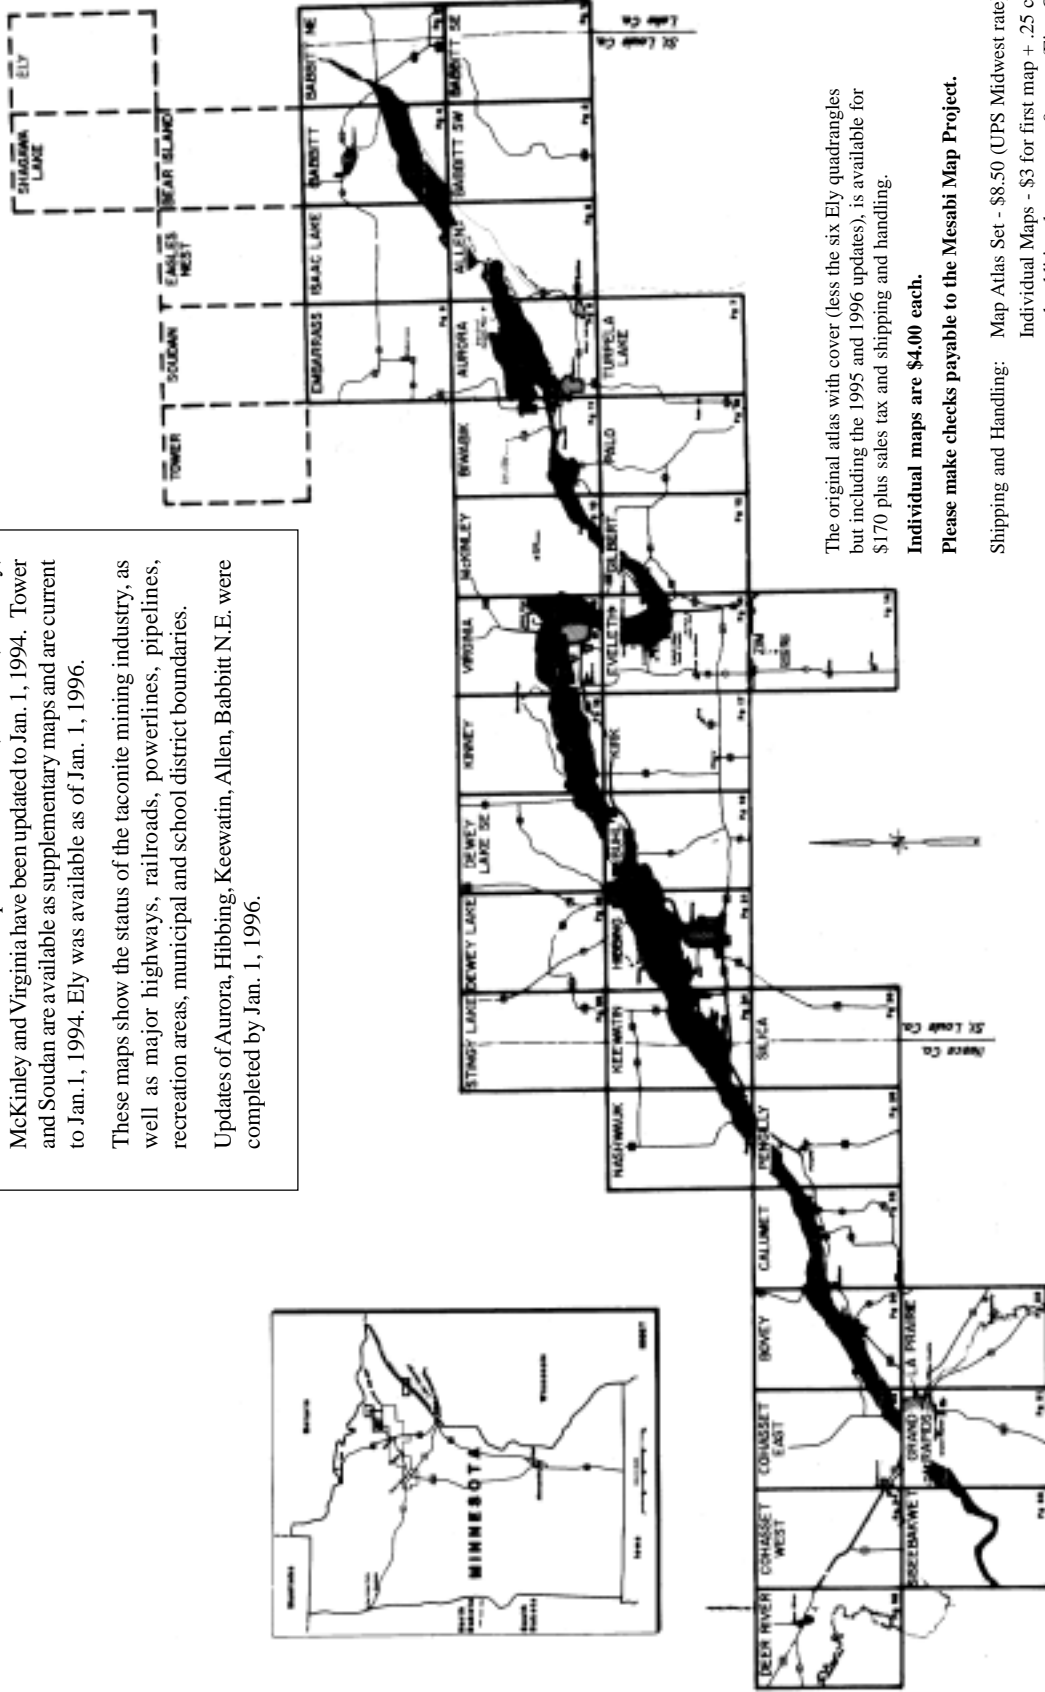 McKinley and Virginia have been updated to Jan. 1, 1994. Tower
and Soudan are available as supplementary maps and are current
to Jan.1, 1994. Ely was available as of Jan. 1, 1996.
These maps show the status of the taconite mining industry, as
well as major highways, railroads, powerlines, pipelines,
recreation areas, municipal and school district boundaries.
Updates of Aurora, Hibbing, Keewatin, Allen, Babbitt N.E. were
completed by Jan. 1, 1996.
SHAGAWA
LAKE
ELY
TOWER
SOUDAN
EAGLES
NEST
BEAR ISLAND
EMBARRASS
ISAAC LAKE
BABBITT
BABBITT NE
BIWABIK
AURORA
ALLEN
BABBITT SW
BABBITT SE
St. Louis Co.
Lake Co.
STINGY LAKE
DEWEY LAKE
DEWEY
LAKE SE
KINNEY
VIRGINIA
McKINLEY
NASHWAUK
KEEWATIN
HIBBING
BUHL
KIRK
EVELETH
GILBERT
PALO
TURPELA
LAKE
DEER RIVER
COHASSET
WEST
COHASSET
EAST
BOVEY
CALUMET
PENGILLY
SILICA
ZIM
Itasca Co.
St. Louis Co.
SISEEBAKWET
GRAND
RAPIDS
LA PRAIRIE
MINNESOTA
The original atlas with cover (less the six Ely quadrangles
but including the 1995 and 1996 updates), is available for
$170 plus sales tax and shipping and handling.
Individual maps are $4.00 each.
Please make checks payable to the Mesabi Map Project.
Shipping and Handling: Map Atlas Set - $8.50 (UPS Midwest rate
Individual Maps - $3 for first map + .25